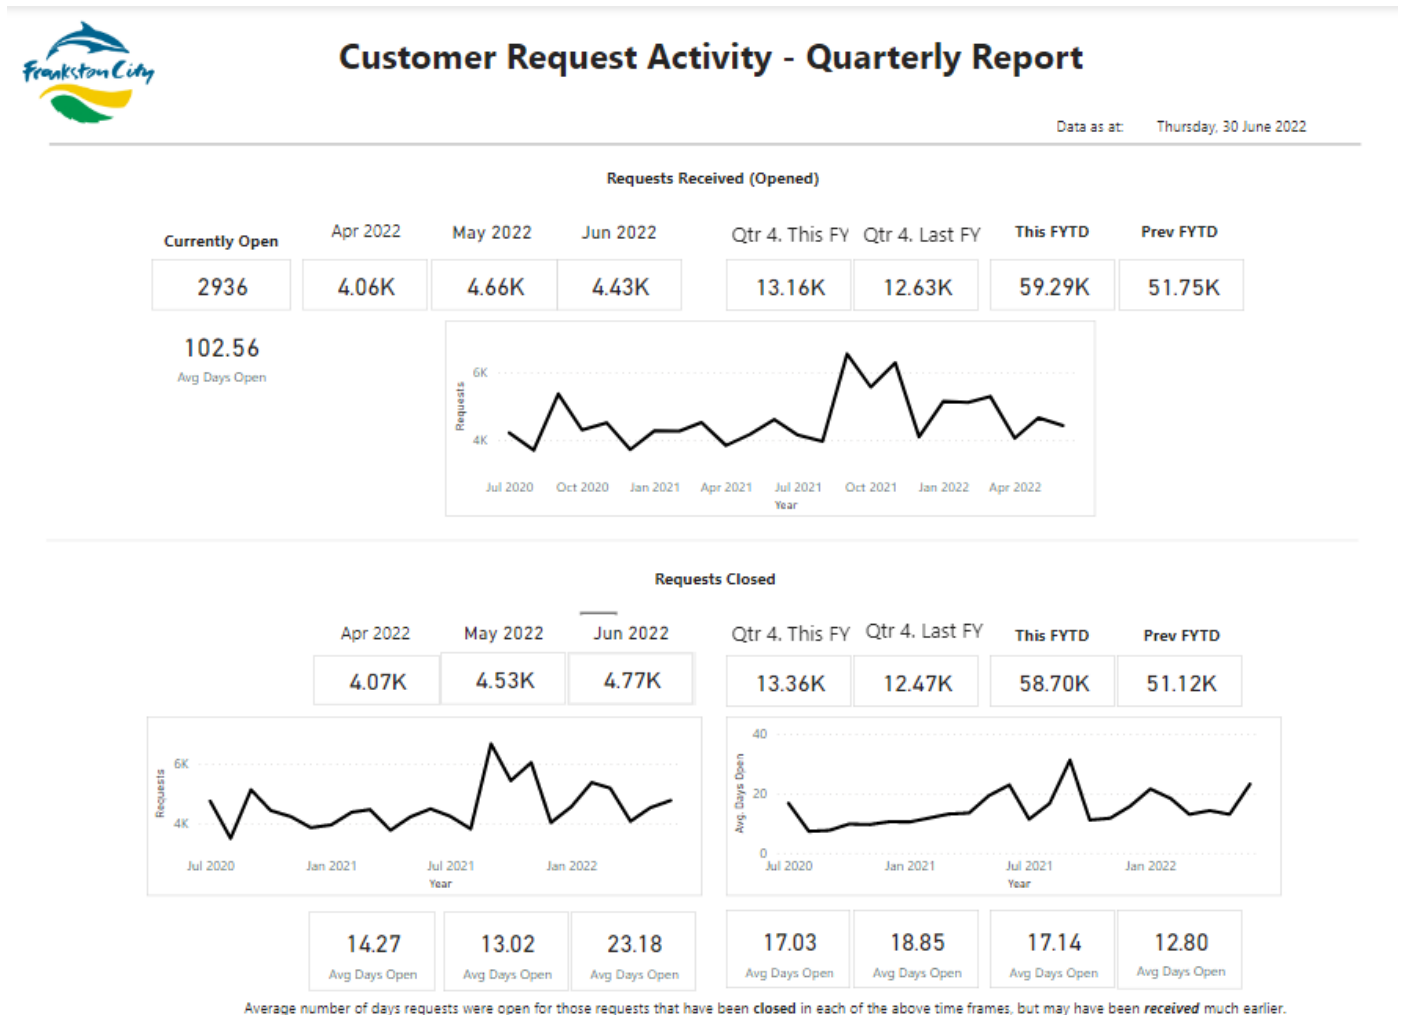 Frankston City
Customer Request Activity - Quarterly Report
Data as at: Thursday, 30 June 2022
Requests Received (Opened)
Currently Open Apr 2022 May 2022 Jun 2022 Qtr 4. This FY Qtr 4. Last FY This FYTD Prev FYTD
2936 4.06K 4.66K 4.43K 13.16K 12.63K 59.29K 51.75K
102.56
Avg Days Open
6K
Requests
4K
Jul 2020 Oct 2020 Jan 2021 Apr 2021 Jul 2021 Oct 2021 Jan 2022 Apr 2022
Year
Requests Closed
Apr 2022 May 2022 Jun 2022 Qtr 4. This FY Qtr 4. Last FY This FYTD Prev FYTD
4.07K 4.53K 4.77K 13.36K 12.47K 58.70K 51.12K
6K
Requests
4K
Jul 2020 Jan 2021 Jul 2021 Jan 2022
Year
40
Avg. Days Open
20
0
Jul 2020 Jan 2021 Jul 2021 Jan 2022
Year
14.27 13.02 23.18 17.03 18.85 17.14 12.80
Avg Days Open Avg Days Open Avg Days Open Avg Days Open Avg Days Open Avg Days Open Avg Days Open
Average number of days requests were open for those requests that have been closed in each of the above time frames, but may have been received much earlier.